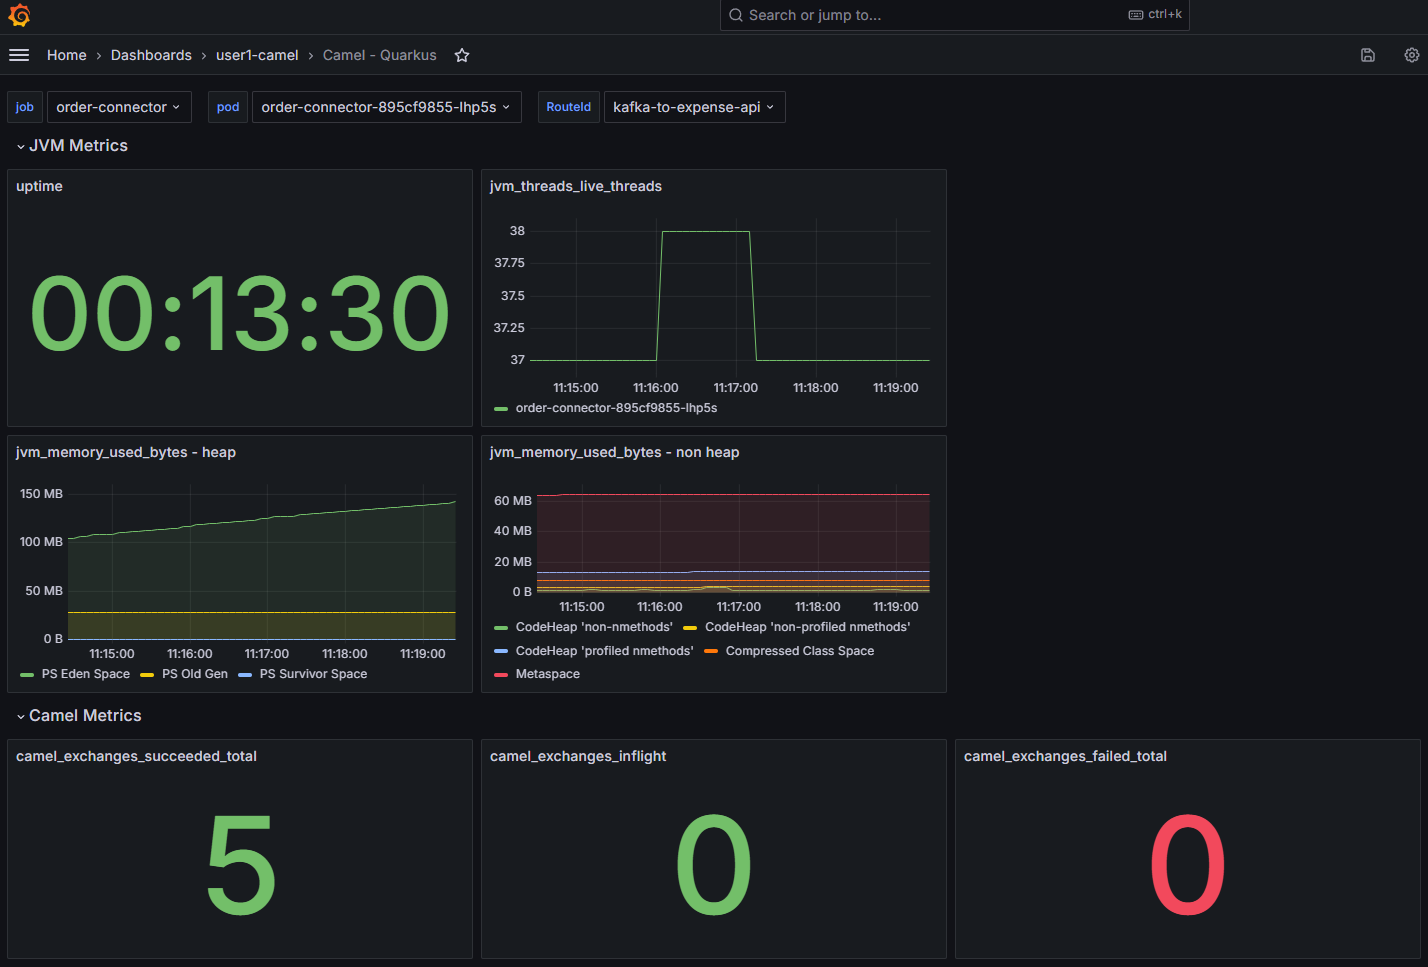 Search or jump to... ctrl+k
Home › Dashboards › user1-camel › Camel - Quarkus
job order-connector pod order-connector-895cf9855-lhp5s RouteId kafka-to-expense-api
JVM Metrics
uptime
00:13:30
jvm_threads_live_threads
38
37.75
37.5
37.25
37
11:15:00 11:16:00 11:17:00 11:18:00 11:19:00
order-connector-895cf9855-lhp5s
jvm_memory_used_bytes - heap
150 MB
100 MB
50 MB
0 B
11:15:00 11:16:00 11:17:00 11:18:00 11:19:00
PS Eden Space PS Old Gen PS Survivor Space
jvm_memory_used_bytes - non heap
60 MB
40 MB
20 MB
0 B
11:15:00 11:16:00 11:17:00 11:18:00 11:19:00
CodeHeap 'non-nmethods' CodeHeap 'non-profiled nmethods'
CodeHeap 'profiled nmethods' Compressed Class Space
Metaspace
Camel Metrics
camel_exchanges_succeeded_total
5
camel_exchanges_inflight
0
camel_exchanges_failed_total
0